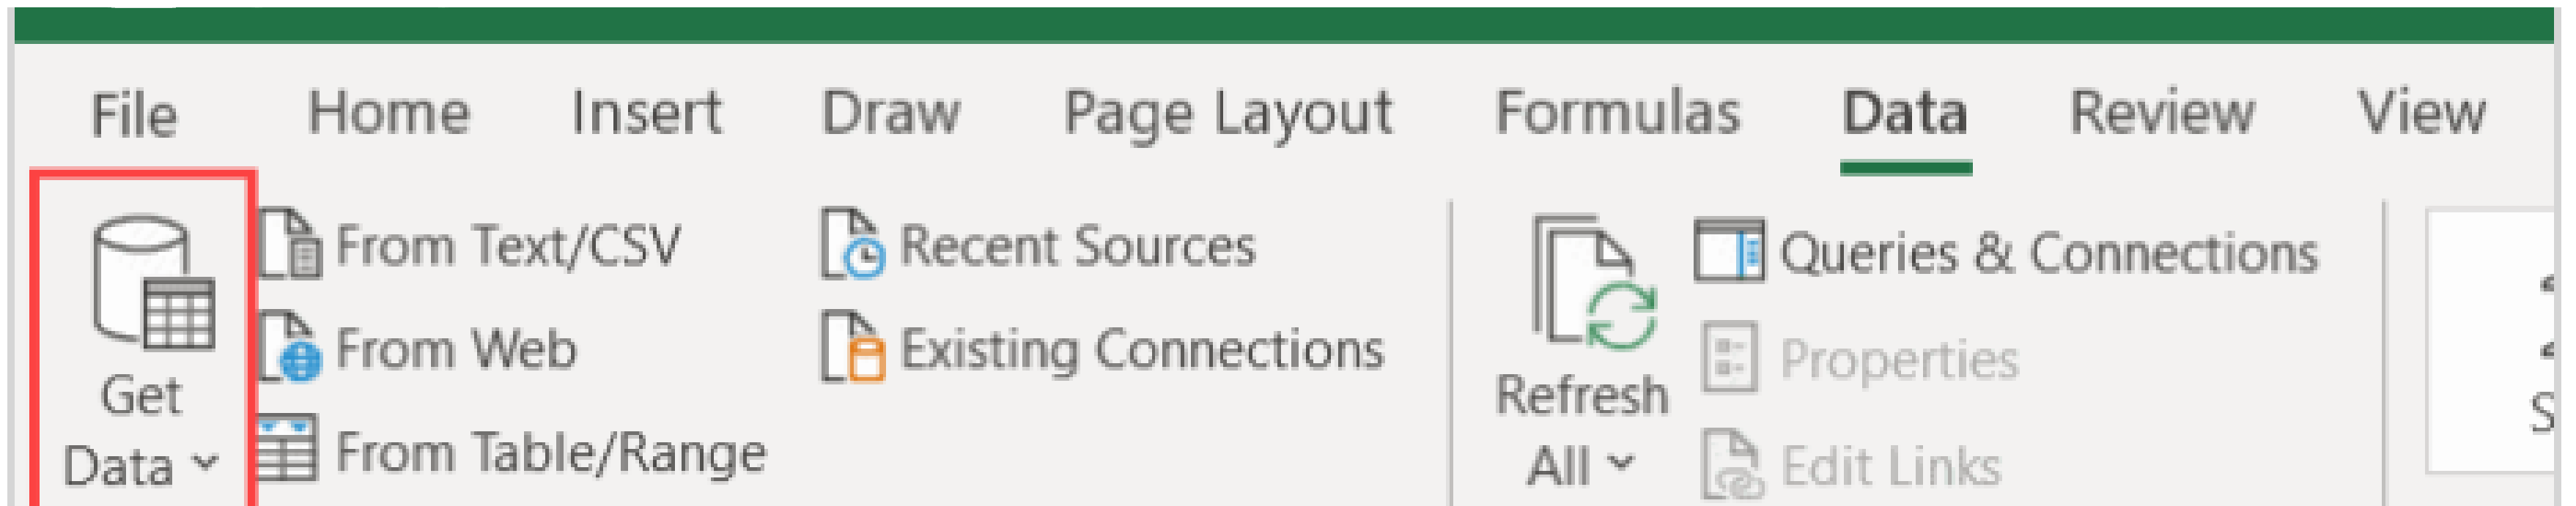 File Home Insert Draw Page Layout Formulas Data Review View
Get
Data
From Text/CSV
From Web
From Table/Range
Recent Sources
Existing Connections
Refresh
All
Queries & Connections
Properties
Edit Links